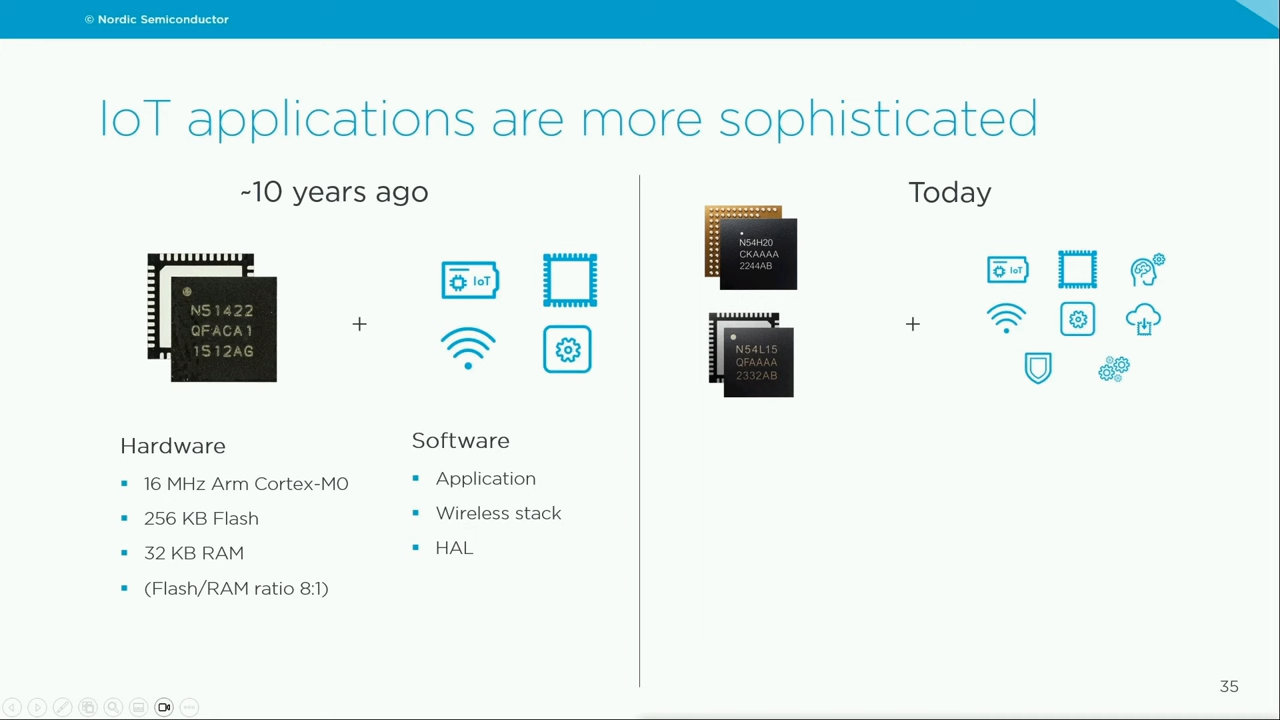 © Nordic Semiconductor
IoT applications are more sophisticated
~10 years ago
N51422
QFACA1
1512AG
+
IoT
Hardware
16 MHz Arm Cortex-M0
256 KB Flash
32 KB RAM
(Flash/RAM ratio 8:1)
Software
Application
Wireless stack
HAL
Today
N54H20
CKAAAA
2244AB
N54L15
QFAAAA
2332AB
+
IoT
35